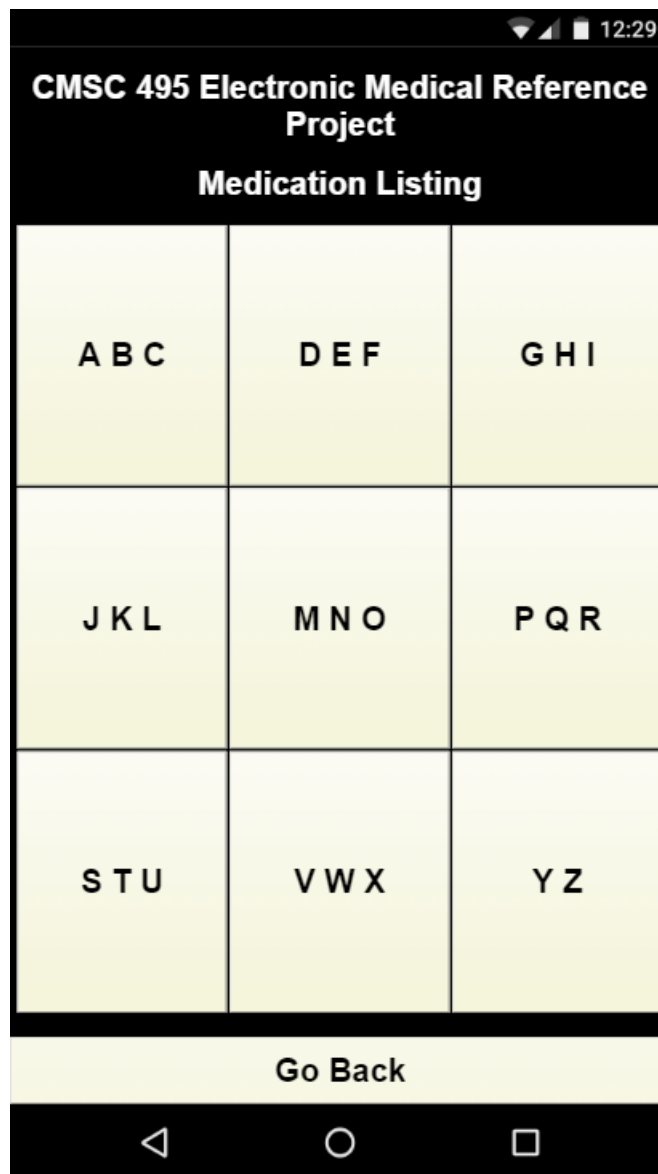 12:29
CMSC 495 Electronic Medical Reference
Project
Medication Listing
A B C
D E F
G H I
J K L
M N O
P Q R
S T U
V W X
Y Z
Go Back